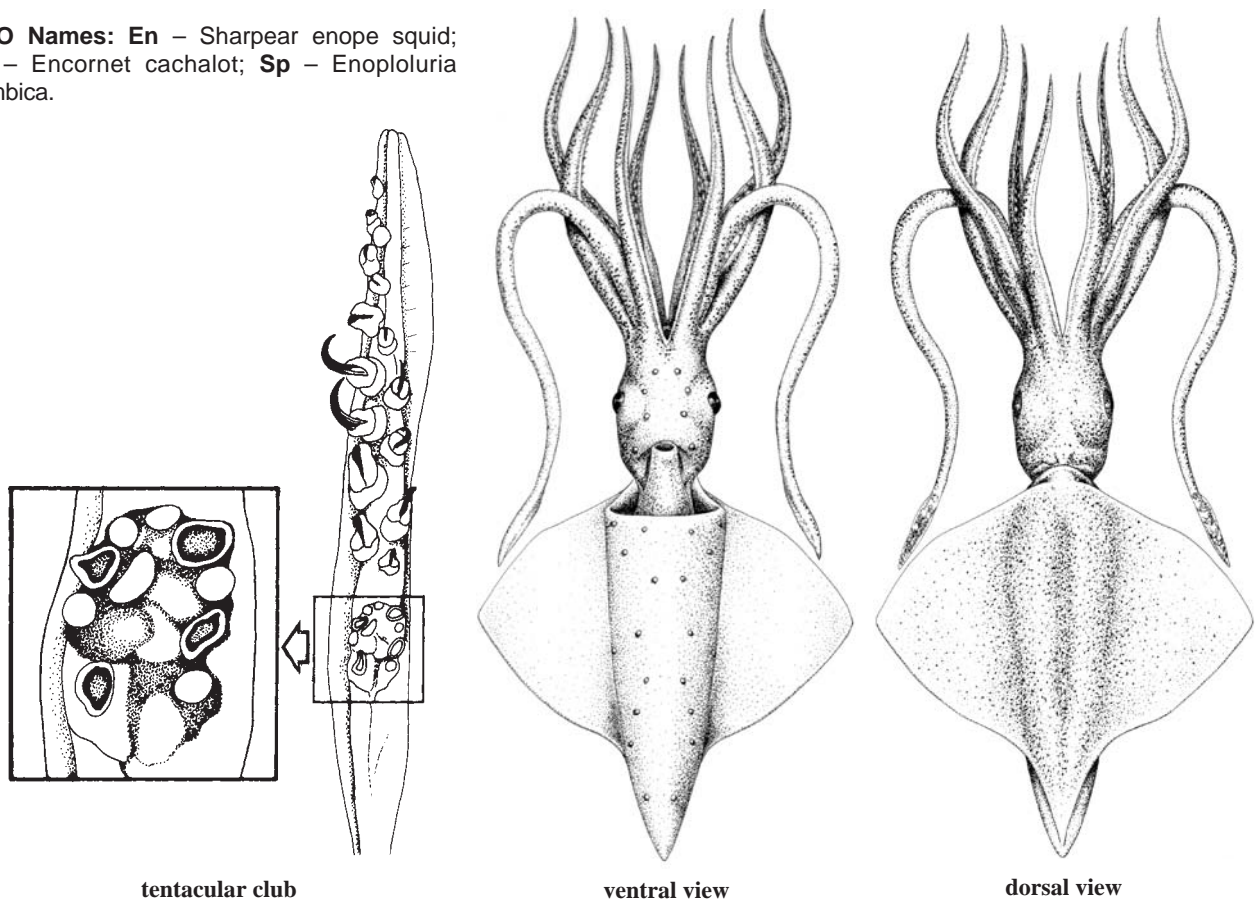 O Names: En – Sharpear enope squid;
– Encornet cachalot; Sp – Enoploluria
nbica.
tentacular club
ventral view
dorsal view